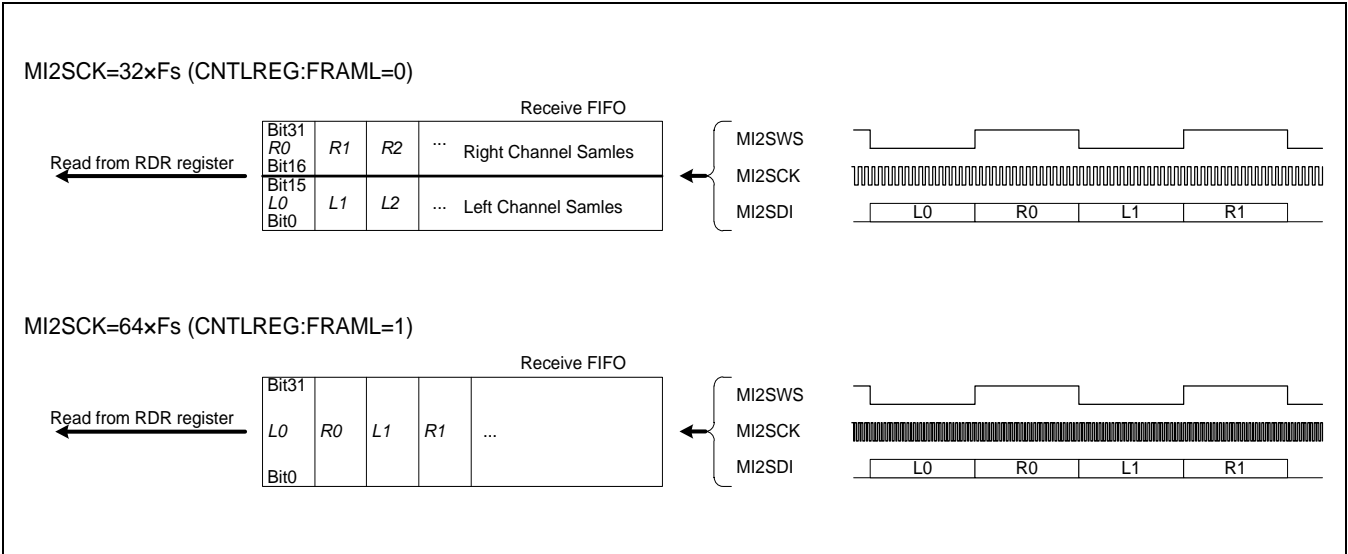 MI2SCK=32×Fs (CNTLREG:FRAML=0)
Receive FIFO
Read from RDR register
Bit31
R0
Bit16
R1
R2
...
Right Channel Samles
Bit15
L0
Bit0
L1
L2
...
Left Channel Samles
MI2SWS
MI2SCK
MI2SDI
L0
R0
L1
R1
MI2SCK=64×Fs (CNTLREG:FRAML=1)
Receive FIFO
Read from RDR register
Bit31
L0
Bit0
R0
L1
R1
...
MI2SWS
MI2SCK
MI2SDI
L0
R0
L1
R1